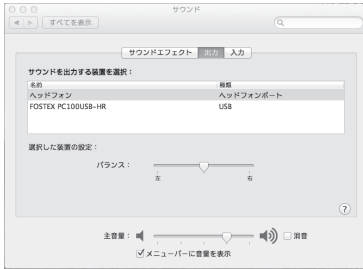 サウンド
すべてを表示
サウンドエフェクト 出力 入力
サウンドを出力する装置を選択：
名前 種類
ヘッドフォン ヘッドフォンポート
FOSTEX PC100USB-HR USB
選択した装置の設定：
バランス：
左 右
?
主音量： 消音
メニューバーに音量を表示